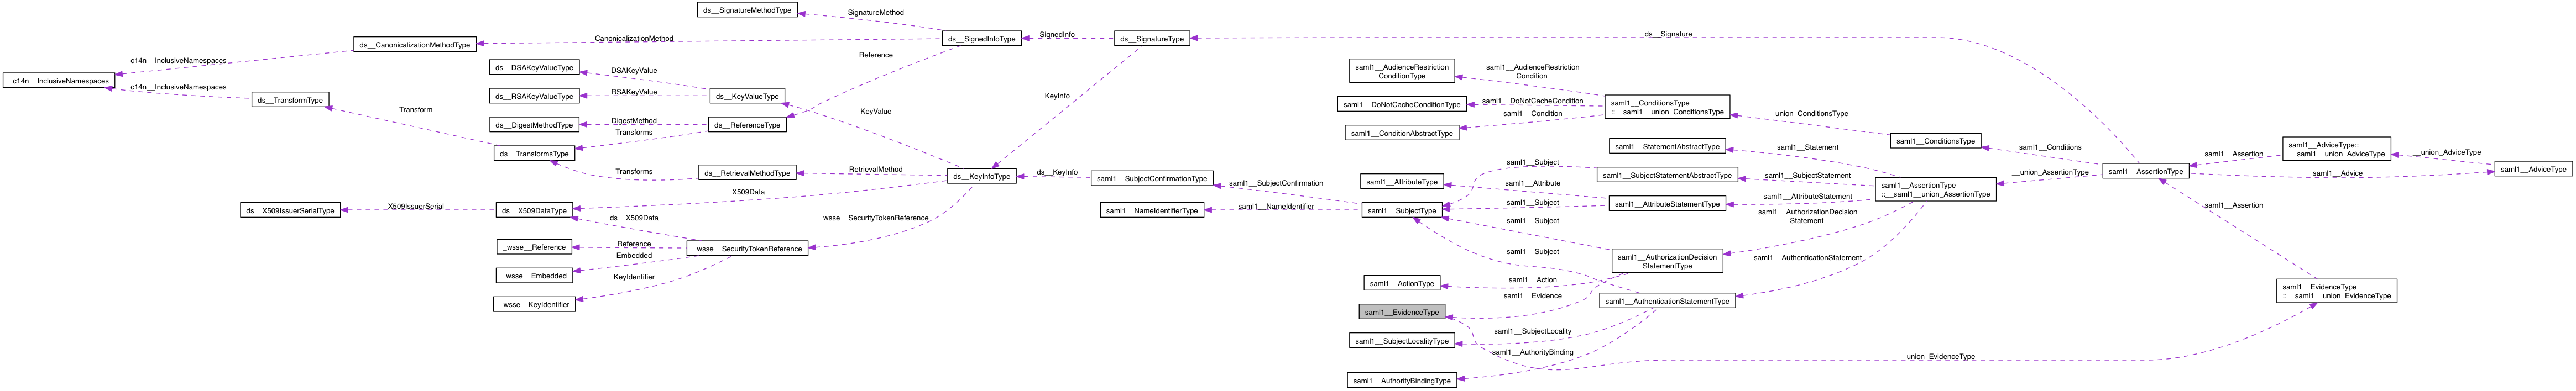 ds__SignatureMethodType
SignatureMethod
ds__CanonicalizationMethodType
CanonicalizationMethod
ds__SignedInfoType
SignedInfo
ds__SignatureType
ds__Signature
_c14n__InclusiveNamespaces
c14n__InclusiveNamespaces
c14n__InclusiveNamespaces
ds__TransformType
Transform
ds__DSAKeyValueType
DSAKeyValue
ds__RSAKeyValueType
RSAKeyValue
ds__KeyValueType
ds__DigestMethodType
DigestMethod
ds__ReferenceType
Reference
ds__TransformsType
Transforms
Transforms
ds__RetrievalMethodType
RetrievalMethod
KeyValue
KeyInfo
ds__KeyInfoType
ds__KeyInfo
X509Data
ds__X509IssuerSerialType
X509IssuerSerial
ds__X509DataType
ds__X509Data
wsse__SecurityTokenReference
_wsse__SecurityTokenReference
_wsse__Reference
Reference
_wsse__Embedded
Embedded
_wsse__KeyIdentifier
KeyIdentifier
saml1__SubjectConfirmationType
saml1__SubjectConfirmation
saml1__NameIdentifierType
saml1__NameIdentifier
saml1__AudienceRestriction
ConditionType
saml1__AudienceRestriction
Condition
saml1__DoNotCacheConditionType
saml1__DoNotCacheCondition
saml1__ConditionAbstractType
saml1__Condition
saml1__ConditionsType
::__saml1__union_ConditionsType
__union_ConditionsType
saml1__ConditionsType
saml1__Conditions
saml1__StatementAbstractType
saml1__Statement
saml1__SubjectStatementAbstractType
saml1__SubjectStatement
saml1__Subject
saml1__AttributeType
saml1__Attribute
saml1__AttributeStatementType
saml1__AttributeStatement
saml1__SubjectType
saml1__Subject
saml1__Subject
saml1__Subject
saml1__AuthorizationDecision
Statement
saml1__AuthorizationDecision
StatementType
saml1__AuthenticationStatement
saml1__AssertionType
::__saml1__union_AssertionType
__union_AssertionType
saml1__AssertionType
saml1__Assertion
saml1__AdviceType::
__saml1__union_AdviceType
__union_AdviceType
saml1__Advice
saml1__AdviceType
saml1__Assertion
saml1__ActionType
saml1__Action
saml1__EvidenceType
saml1__Evidence
saml1__AuthenticationStatementType
saml1__EvidenceType
::__saml1__union_EvidenceType
saml1__SubjectLocalityType
saml1__SubjectLocality
saml1__AuthorityBinding
__union_EvidenceType
saml1__AuthorityBindingType